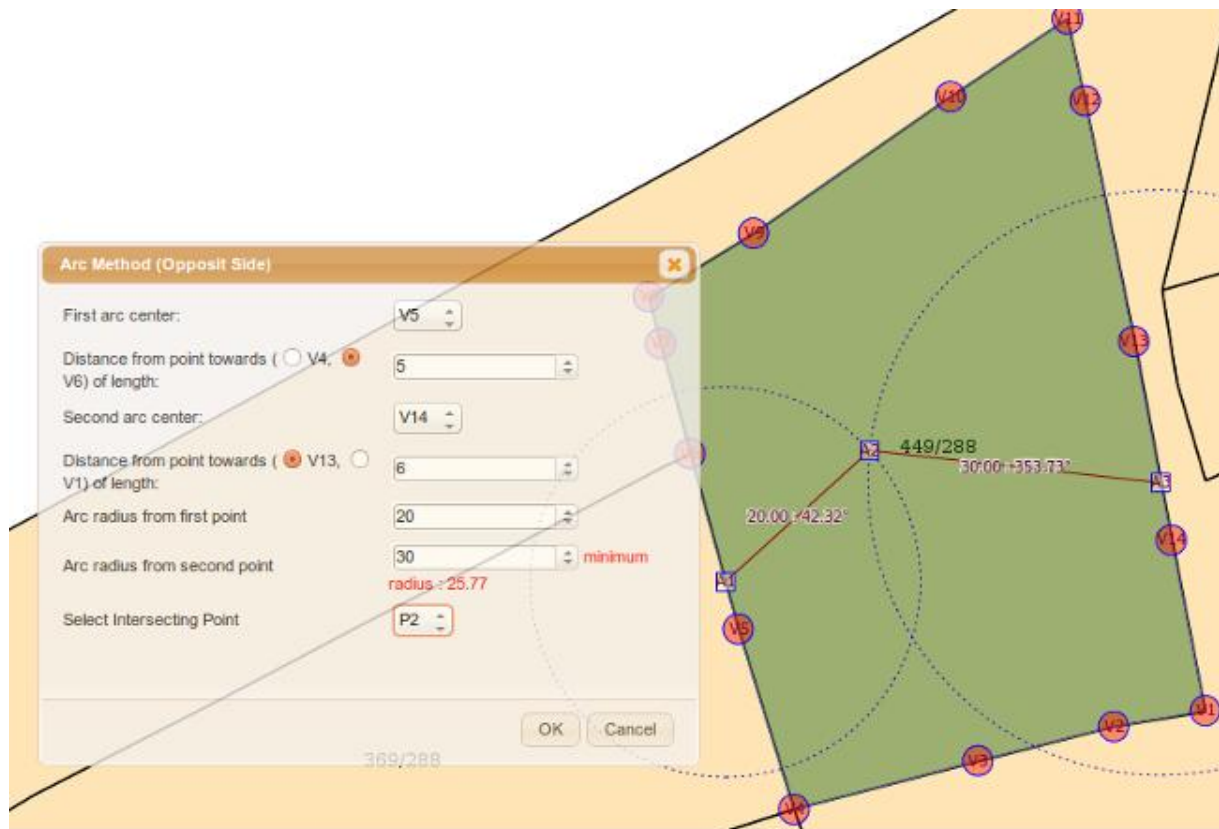 V11
V10
V12
V9
Arc Method (Opposit Side)
First arc center:
V5
V13
Distance from point towards ( V4,
V6) of length:
5
Second arc center:
V14
A2
449/288
30.00 : 353.73°
Distance from point towards ( V13,
V1) of length:
6
A3
Arc radius from first point
20
20.00 : 42.32°
V14
Arc radius from second point
30
minimum
radius : 25.77
A1
Select Intersecting Point
P2
V5
OK
Cancel
V1
V2
369/288
V3
V4